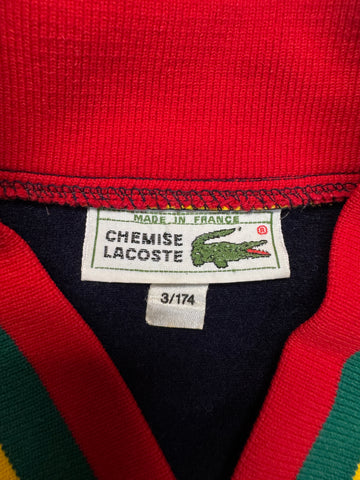 MADE IN FRANCE
CHEMISE
LACOSTE
®
3/174